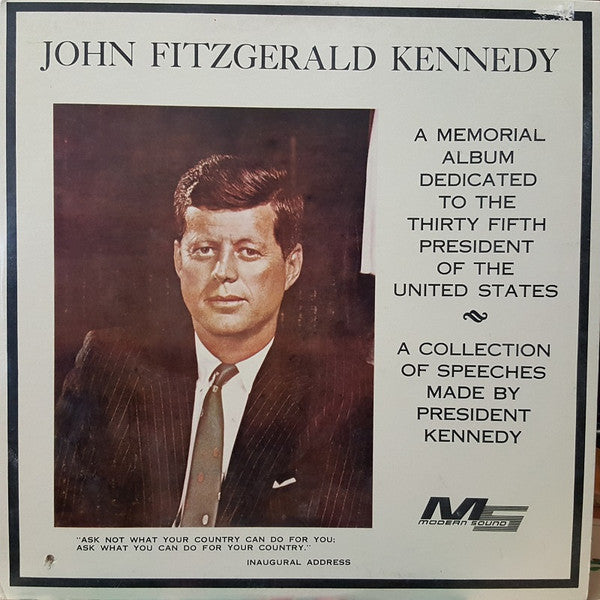 JOHN FITZGERALD KENNEDY
A MEMORIAL
ALBUM
DEDICATED
TO THE
THIRTY FIFTH
PRESIDENT
OF THE
UNITED STATES
A COLLECTION
OF SPEECHES
MADE BY
PRESIDENT
KENNEDY
MS
MODERN SOUND
"ASK NOT WHAT YOUR COUNTRY CAN DO FOR YOU:
ASK WHAT YOU CAN DO FOR YOUR COUNTRY."
INAUGURAL ADDRESS